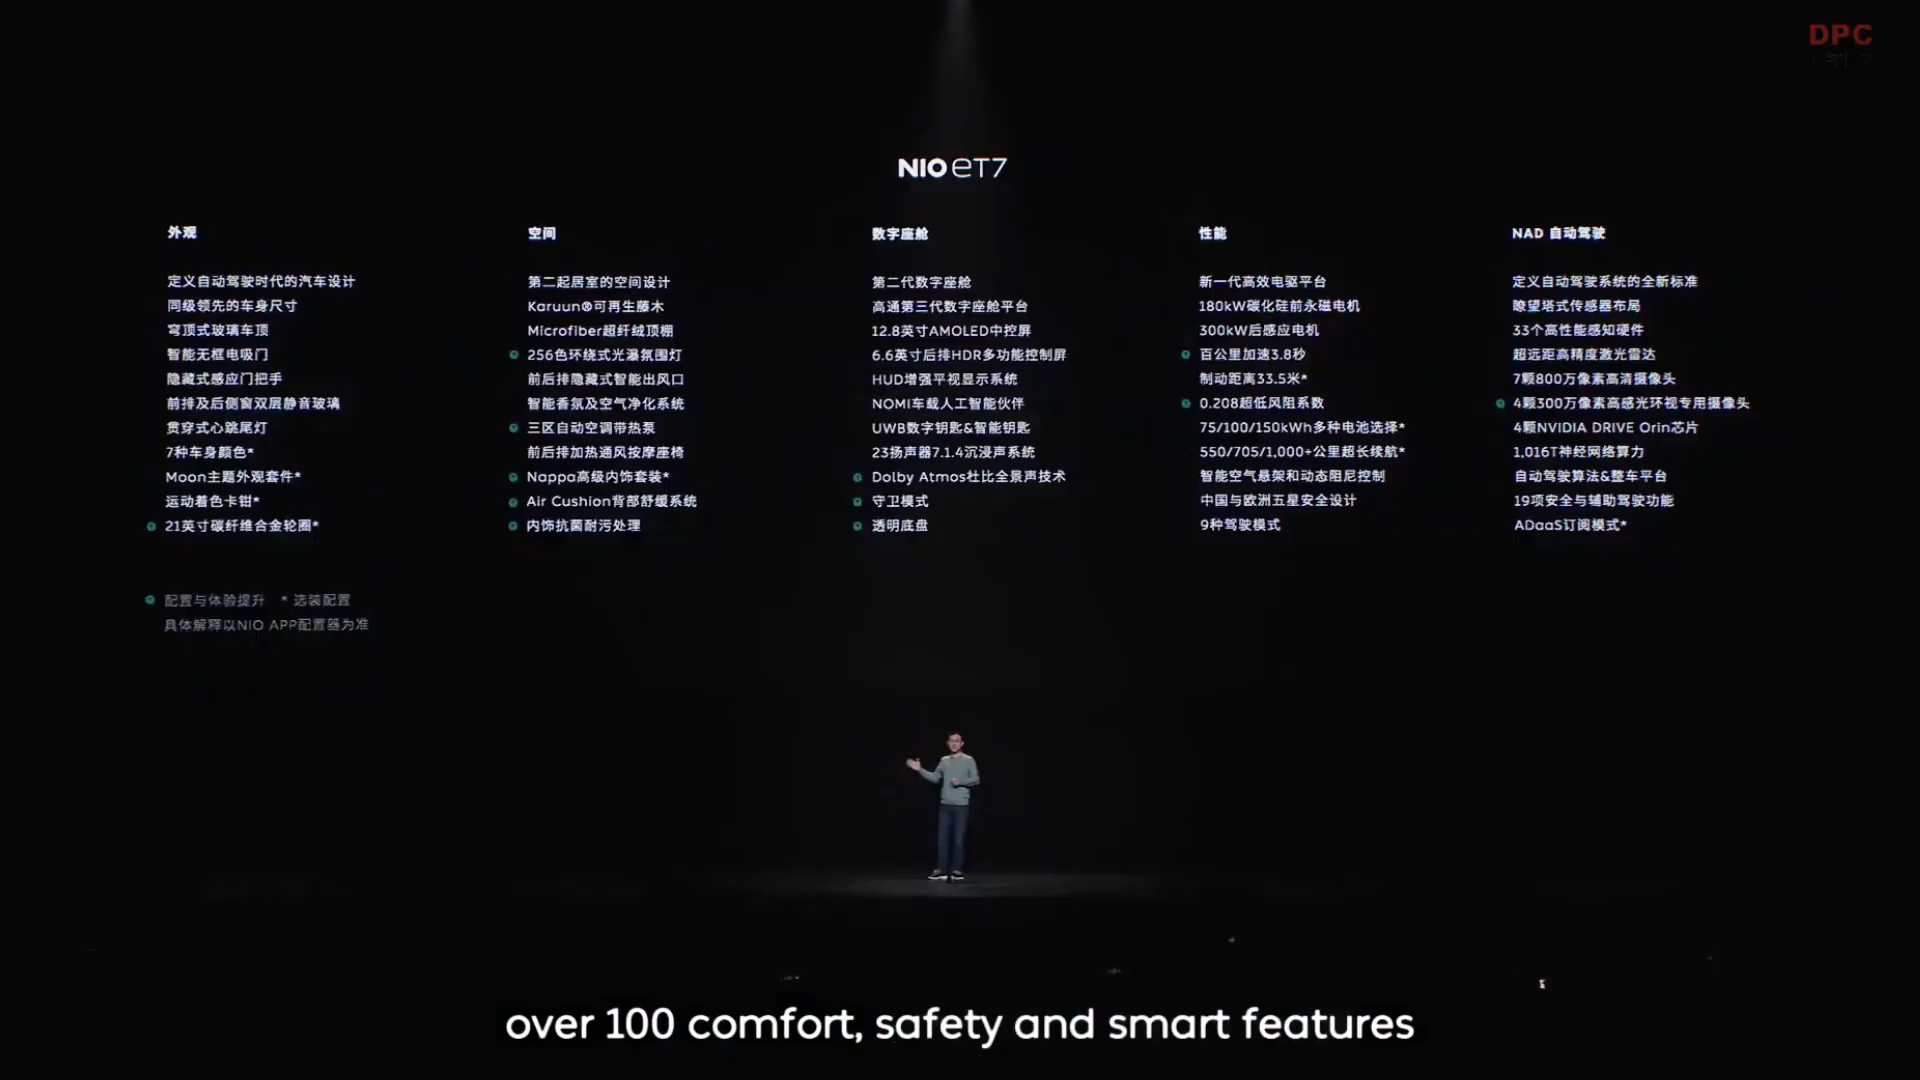 DPC
NIO eT7
外观
定义自动驾驶时代的汽车设计
同级领先的车身尺寸
穹顶式玻璃车顶
智能无框电吸门
隐藏式感应门把手
前排及后侧窗双层静音玻璃
贯穿式心跳尾灯
7种车身颜色*
Moon主题外观套件*
运动着色卡钳*
21英寸碳纤维合金轮圈*
空间
第二起居室的空间设计
Karuun®可再生藤木
Microfiber超纤绒顶棚
256色环绕式光瀑氛围灯
前后排隐藏式智能出风口
智能香氛及空气净化系统
三区自动空调带热泵
前后排加热通风按摩座椅
Nappa高级内饰套装*
Air Cushion背部舒缓系统
内饰抗菌耐污处理
数字座舱
第二代数字座舱
高通第三代数字座舱平台
12.8英寸AMOLED中控屏
6.6英寸后排HDR多功能控制屏
HUD增强平视显示系统
NOMI车载人工智能伙伴
UWB数字钥匙&智能钥匙
23扬声器7.1.4沉浸声系统
Dolby Atmos杜比全景声技术
守卫模式
透明底盘
性能
新一代高效电驱平台
180kW碳化硅前永磁电机
300kW后感应电机
百公里加速3.8秒
制动距离33.5米*
0.208超低风阻系数
75/100/150kWh多种电池选择*
550/705/1,000+公里超长续航*
智能空气悬架和动态阻尼控制
中国与欧洲五星安全设计
9种驾驶模式
NAD 自动驾驶
定义自动驾驶系统的全新标准
瞭望塔式传感器布局
33个高性能感知硬件
超远距高精度激光雷达
7颗800万像素高清摄像头
4颗300万像素高感光环视专用摄像头
4颗NVIDIA DRIVE Orin芯片
1,016T神经网络算力
自动驾驶算法&整车平台
19项安全与辅助驾驶功能
ADaaS订阅模式*
配置与体验提升 * 选装配置
具体解释以NIO APP配置器为准
over 100 comfort, safety and smart features